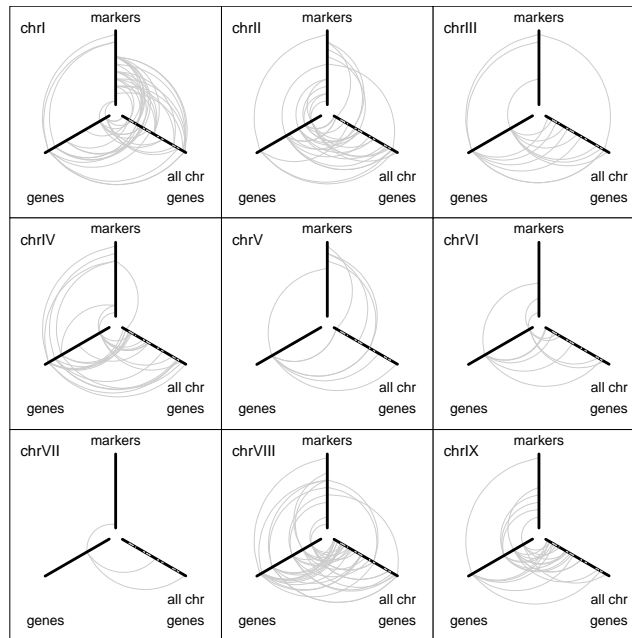 chrI
markers
genes
all chr
genes
chrII
markers
genes
all chr
genes
chrIII
markers
genes
all chr
genes
chrIV
markers
genes
all chr
genes
chrV
markers
genes
all chr
genes
chrVI
markers
genes
all chr
genes
chrVII
markers
genes
all chr
genes
chrVIII
markers
genes
all chr
genes
chrIX
markers
genes
all chr
genes